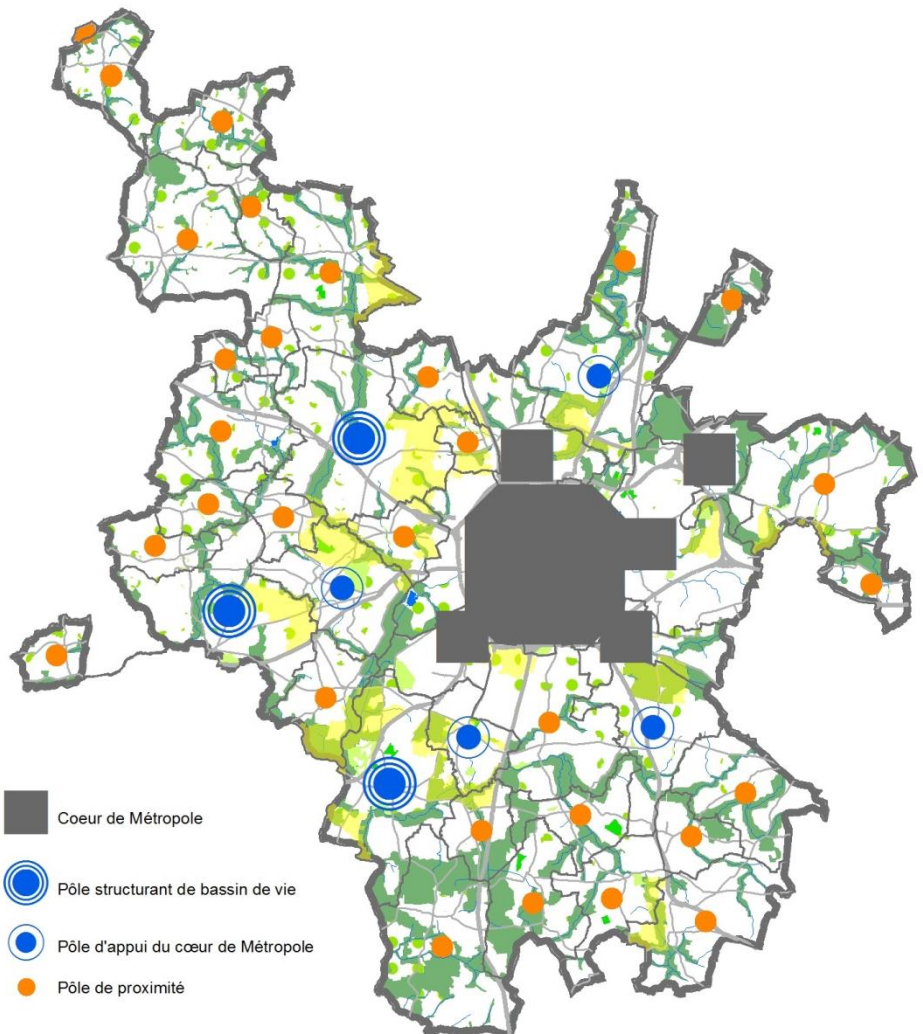 Coeur de Métropole
Pôle structurant de bassin de vie
Pôle d'appui du cœur de Métropole
Pôle de proximité